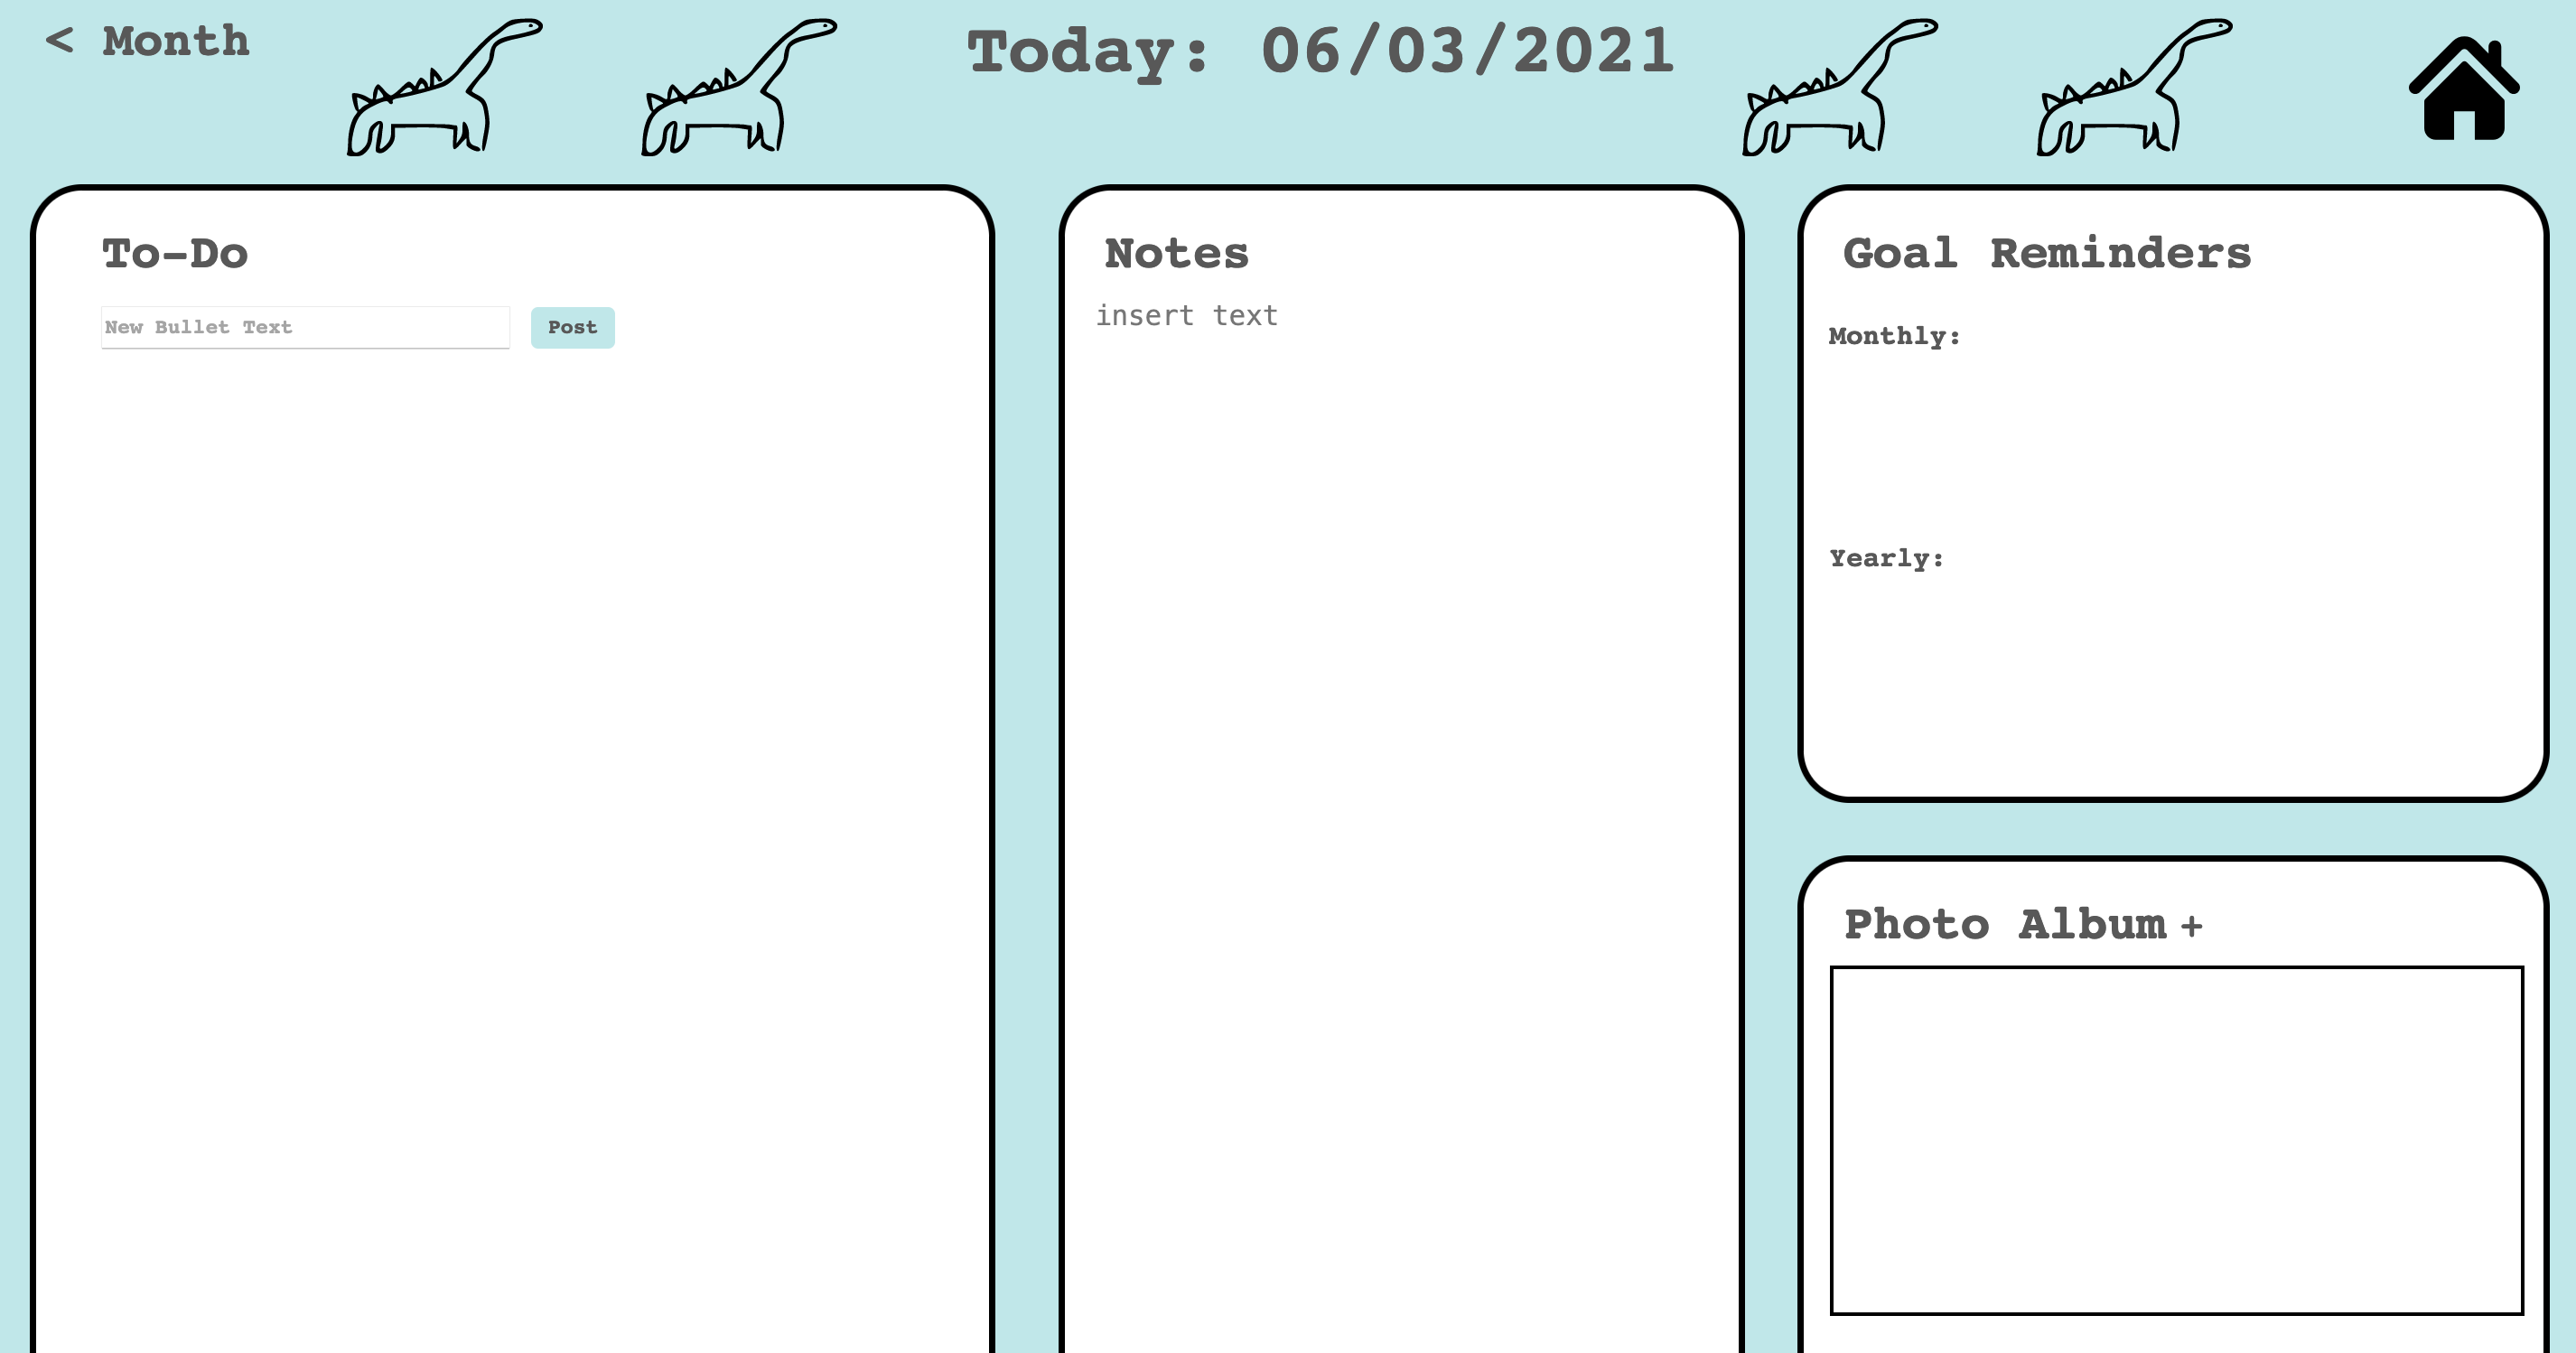 < Month
Today: 06/03/2021
To-Do
New Bullet Text
Post
Notes
insert text
Goal Reminders
Monthly:
Yearly:
Photo Album +